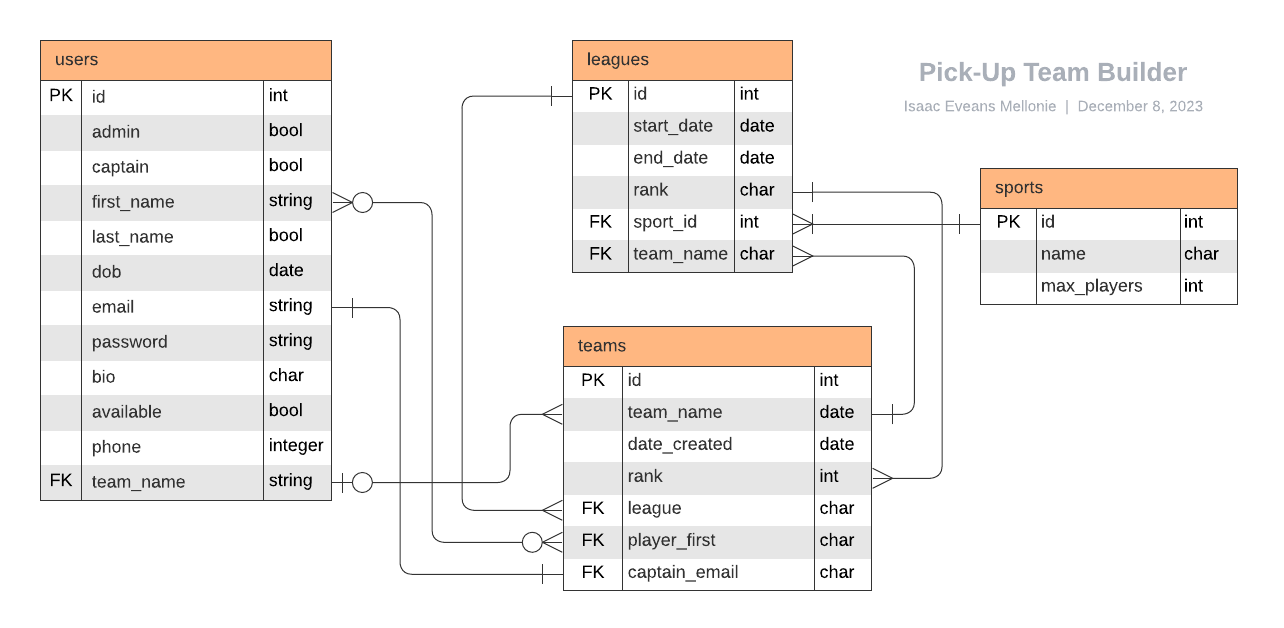 users
PK id int
admin bool
captain bool
first_name string
last_name bool
dob date
email string
password string
bio char
available bool
phone integer
FK team_name string
leagues
PK id int
start_date date
end_date date
rank char
FK sport_id int
FK team_name char
Pick-Up Team Builder
Isaac Eveans Mellonie | December 8, 2023
sports
PK id int
name char
max_players int
teams
PK id int
team_name date
date_created date
rank int
FK league char
FK player_first char
FK captain_email char